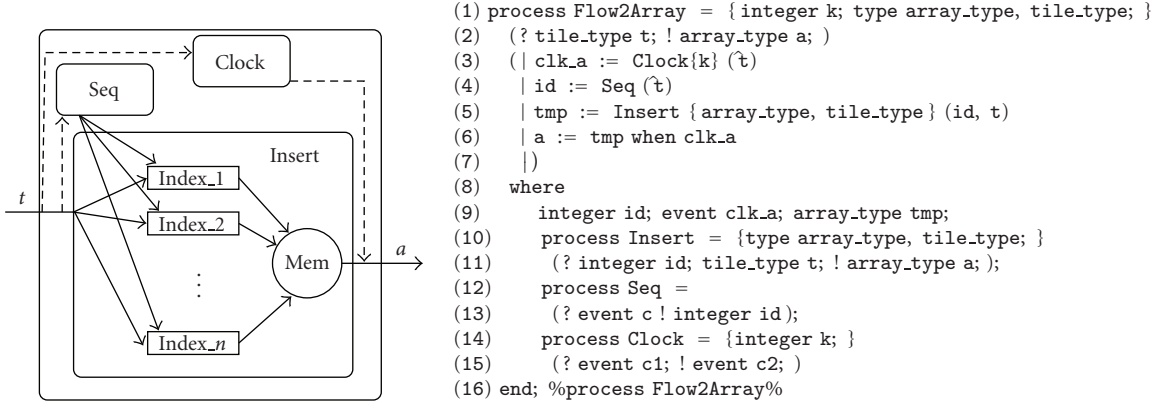 Clock
Seq
Insert
Index_1
t
Index_2
a
Mem
⋮
Index_n
(1) process Flow2Array = { integer k; type array_type, tile_type; }
(2) (? tile_type t; ! array_type a; )
(3) (| clk_a := Clock{k} (^t)
(4) | id := Seq (^t)
(5) | tmp := Insert { array_type, tile_type } (id, t)
(6) | a := tmp when clk_a
(7) |)
(8) where
(9) integer id; event clk_a; array_type tmp;
(10) process Insert = {type array_type, tile_type; }
(11) (? integer id; tile_type t; ! array_type a; );
(12) process Seq =
(13) (? event c ! integer id );
(14) process Clock = {integer k; }
(15) (? event c1; ! event c2; )
(16) end; %process Flow2Array%